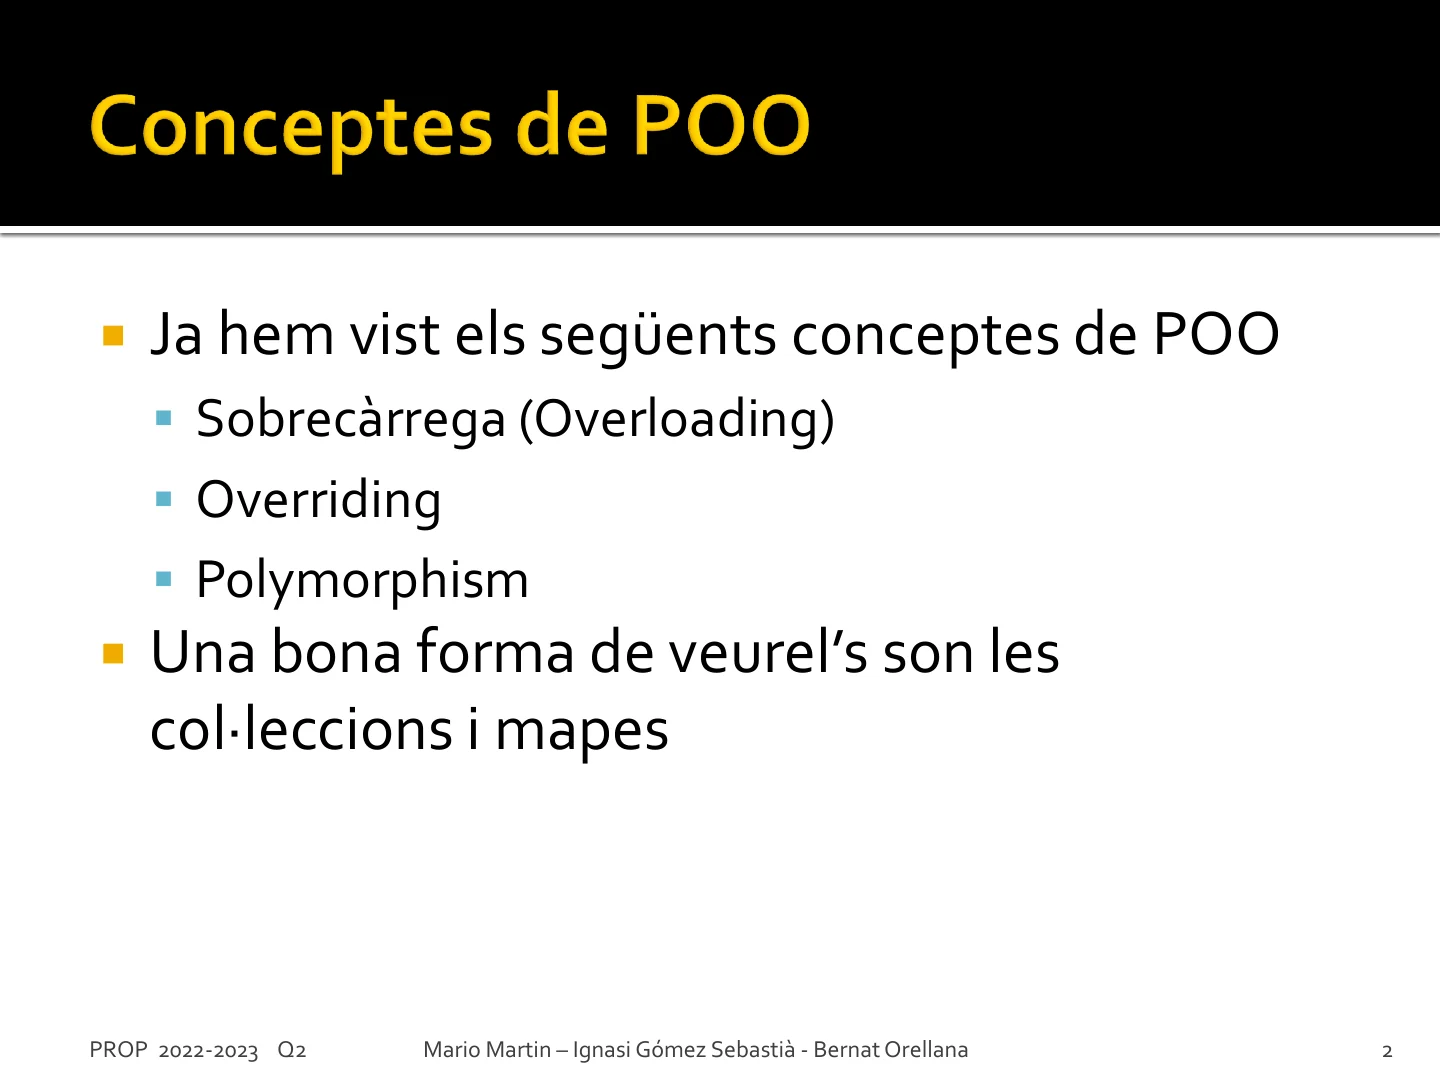 Conceptes de POO
Ja hem vist els següents conceptes de POO
Sobrecàrrega (Overloading)
Overriding
Polymorphism
Una bona forma de veurel’s son les
col·leccions i mapes
PROP 2022-2023 Q2
Mario Martin – Ignasi Gómez Sebastià - Bernat Orellana
2